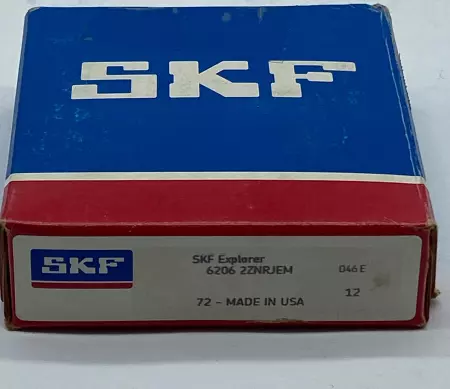 SKF
SKF
SKF Explorer
6206 2ZNRJEM
046E
12
72 - MADE IN USA